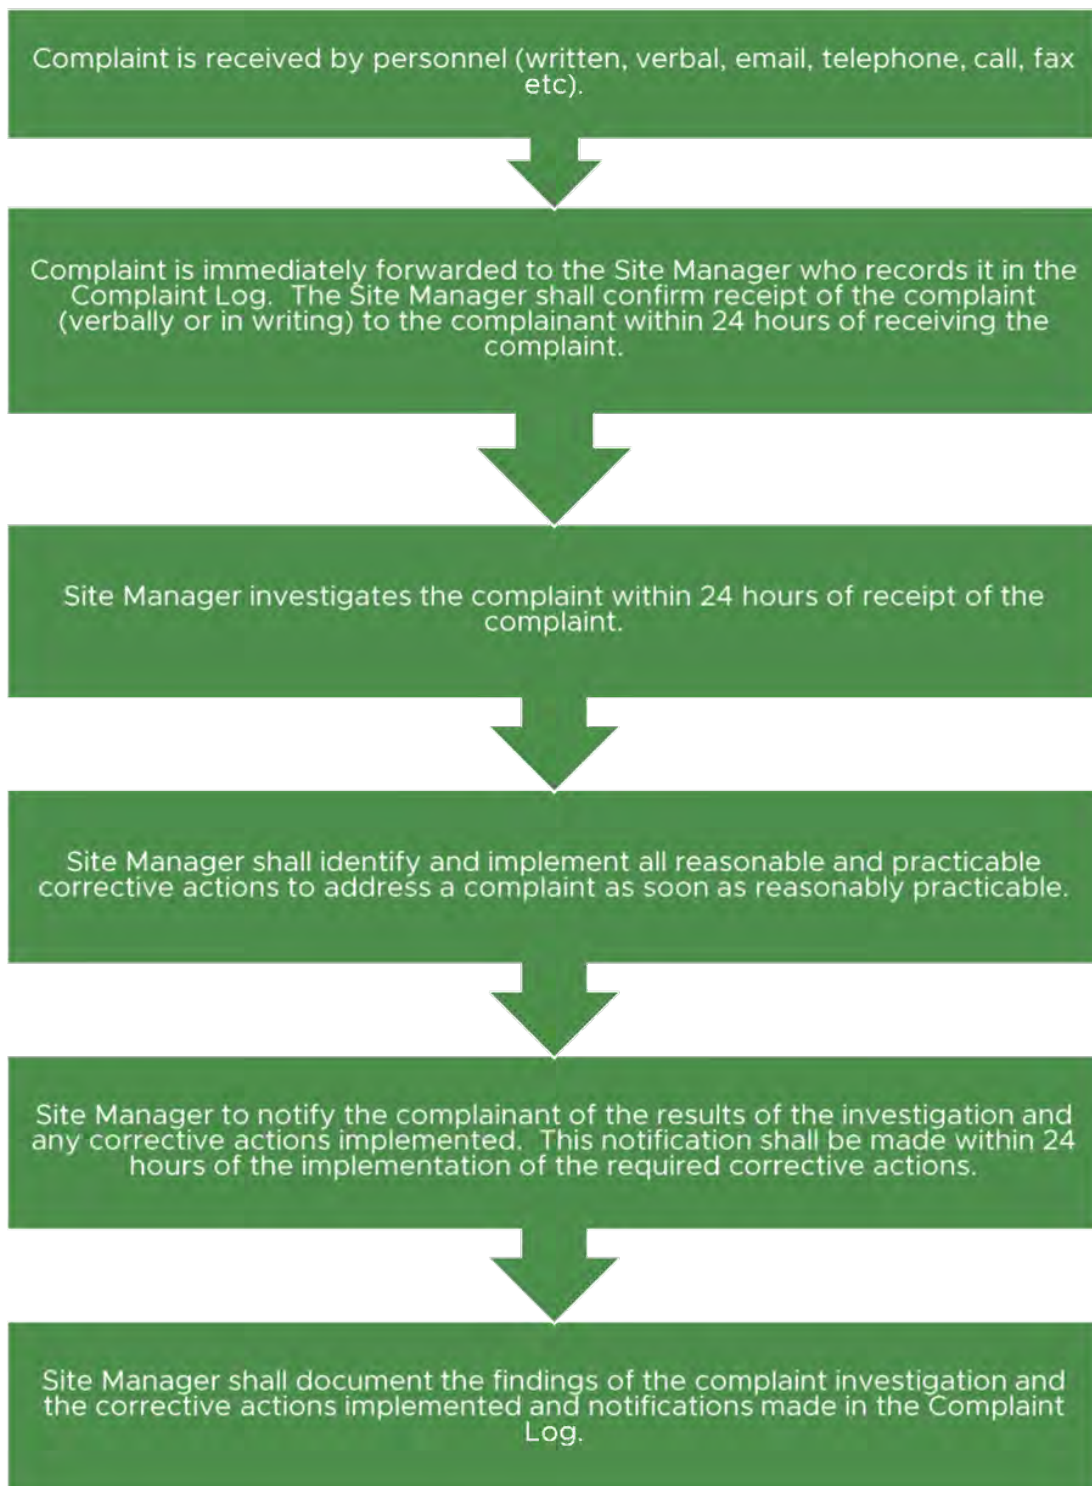 Complaint is received by personnel (written, verbal, email, telephone, call, fax
etc).
Complaint is immediately forwarded to the Site Manager who records it in the
Complaint Log.  The Site Manager shall confirm receipt of the complaint
(verbally or in writing) to the complainant within 24 hours of receiving the
complaint.
Site Manager investigates the complaint within 24 hours of receipt of the
complaint.
Site Manager shall identify and implement all reasonable and practicable
corrective actions to address a complaint as soon as reasonably practicable.
Site Manager to notify the complainant of the results of the investigation and
any corrective actions implemented.  This notification shall be made within 24
hours of the implementation of the required corrective actions.
Site Manager shall document the findings of the complaint investigation and
the corrective actions implemented and notifications made in the Complaint
Log.